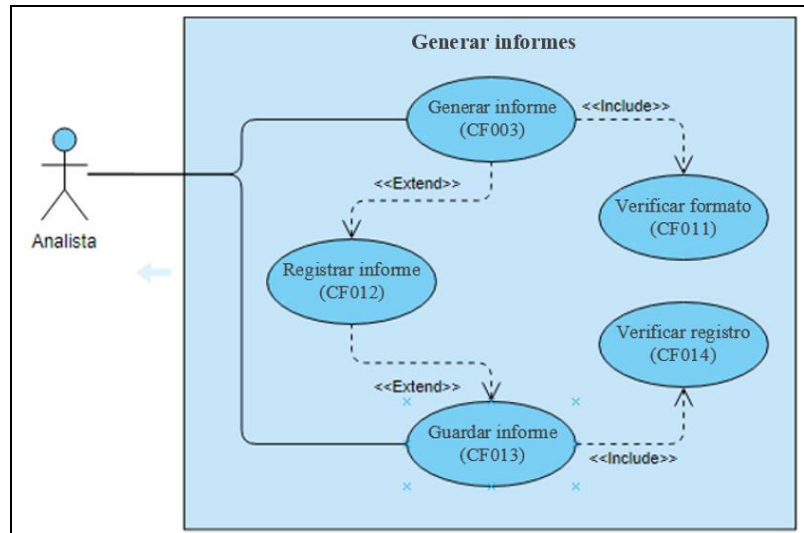 Generar informes
Generar informe
(CF003)
<<Include>>
<<Extend>>
Verificar formato
(CF011)
Analista
Registrar informe
(CF012)
Verificar registro
(CF014)
<<Extend>>
Guardar informe
(CF013)
<<Include>>